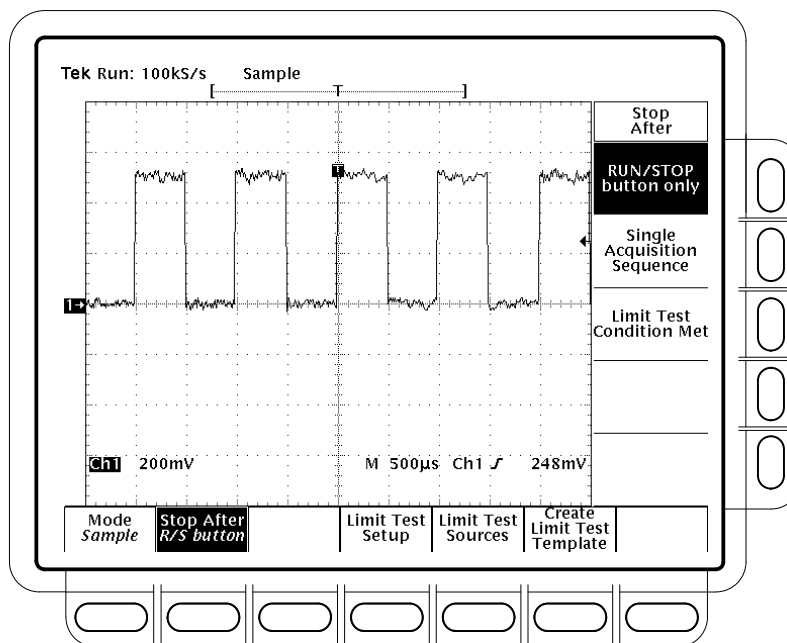 Tek Run: 100kS/s Sample
[ T ]
Stop
After
RUN/STOP
button only
T
Single
Acquisition
Sequence
1→
Limit Test
Condition Met
Ch1 200mV M 500µs Ch1 248mV
Mode
Sample
Stop After
R/S button
Limit Test
Setup
Limit Test
Sources
Create
Limit Test
Template